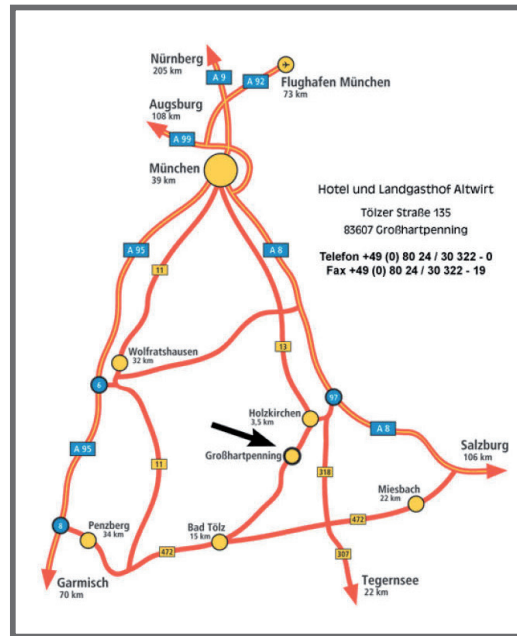 Nürnberg
205 km
A 9
A 92
Flughafen München
73 km
Augsburg
108 km
A 99
München
39 km
Hotel und Landgasthof Altwirt
Tölzer Straße 135
83607 Großhartpenning
Telefon +49 (0) 80 24 / 30 322 - 0
Fax +49 (0) 80 24 / 30 322 - 19
A 95
A 8
11
13
Wolfratshausen
32 km
6
97
Holzkirchen
3,5 km
A 8
Salzburg
106 km
Großhartpenning
A 95
11
318
Miesbach
22 km
472
8
Penzberg
34 km
Bad Tölz
15 km
472
307
Garmisch
70 km
Tegernsee
22 km